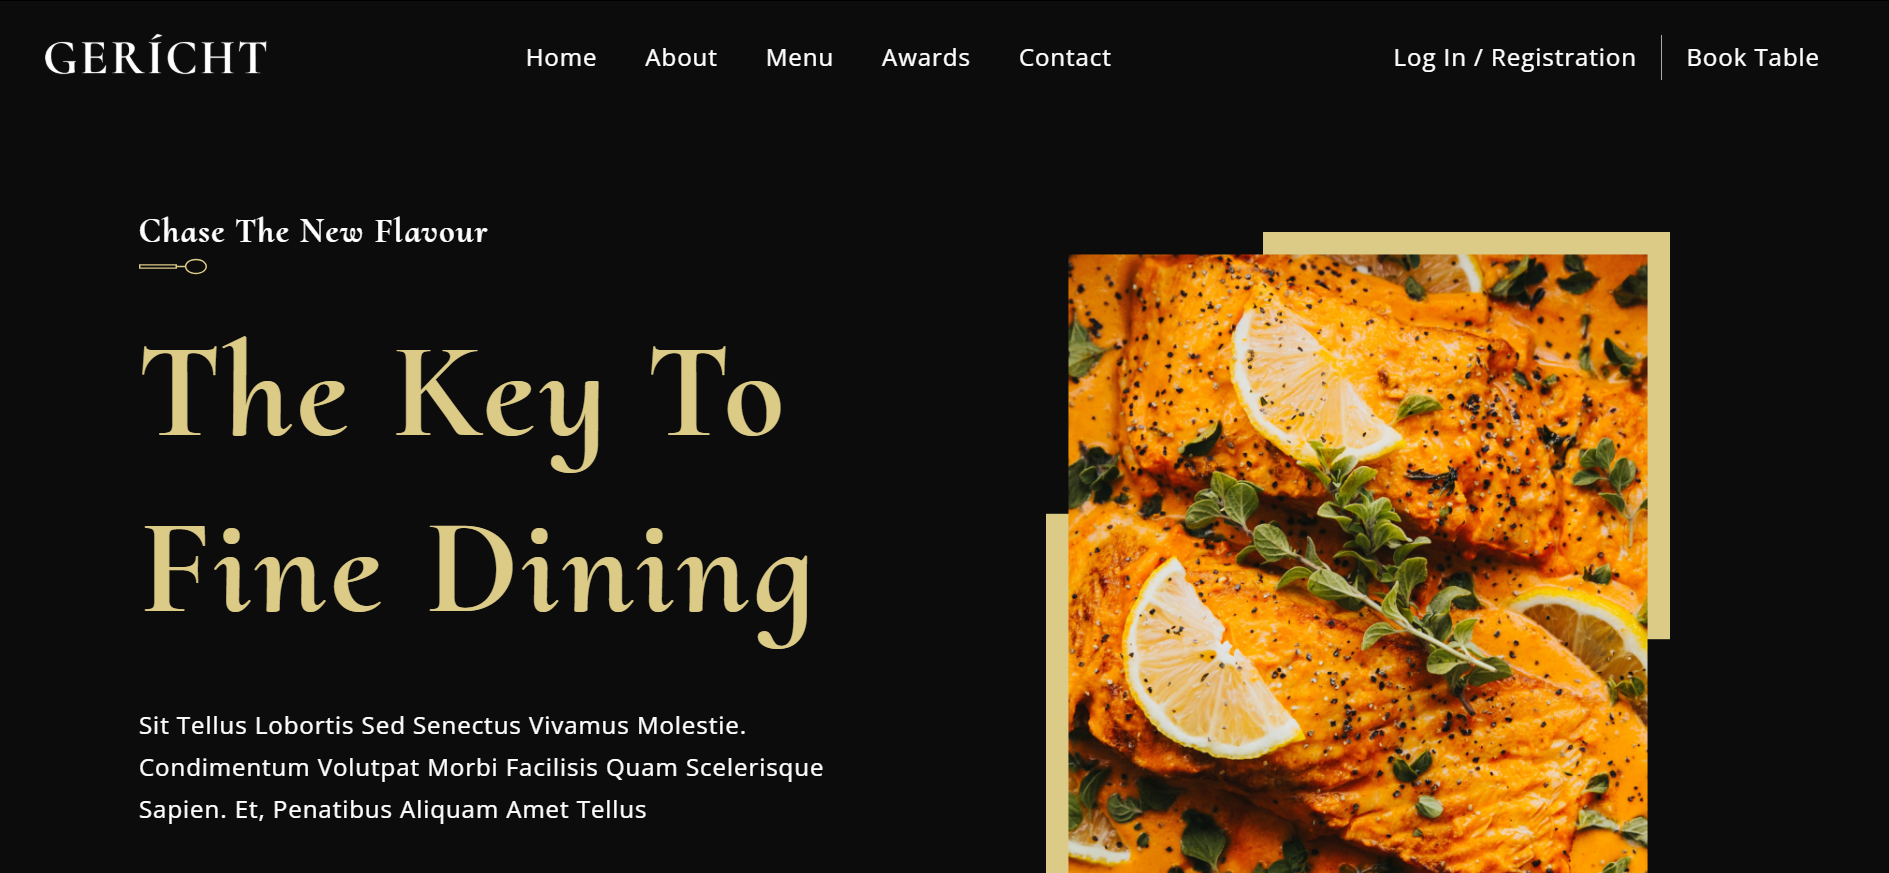 GERÍCHT
Home About Menu Awards Contact
Log In / Registration Book Table
Chase The New Flavour
The Key To
Fine Dining
Sit Tellus Lobortis Sed Senectus Vivamus Molestie.
Condimentum Volutpat Morbi Facilisis Quam Scelerisque
Sapien. Et, Penatibus Aliquam Amet Tellus